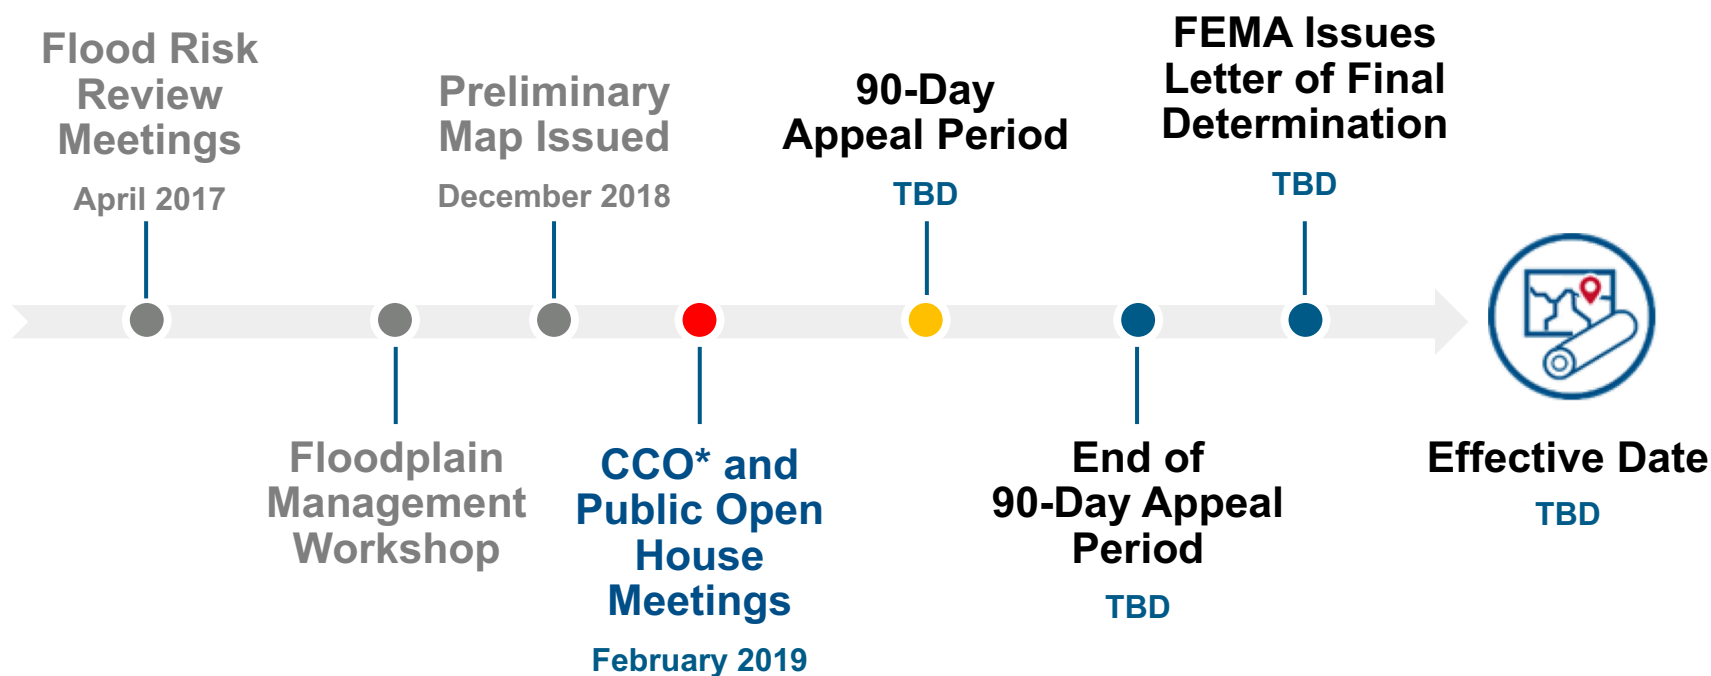 Flood Risk
Review
Meetings
April 2017
Floodplain
Management
Workshop
Preliminary
Map Issued
December 2018
CCO* and
Public Open
House
Meetings
February 2019
90-Day
Appeal Period
TBD
End of
90-Day Appeal
Period
TBD
FEMA Issues
Letter of Final
Determination
TBD
Effective Date
TBD